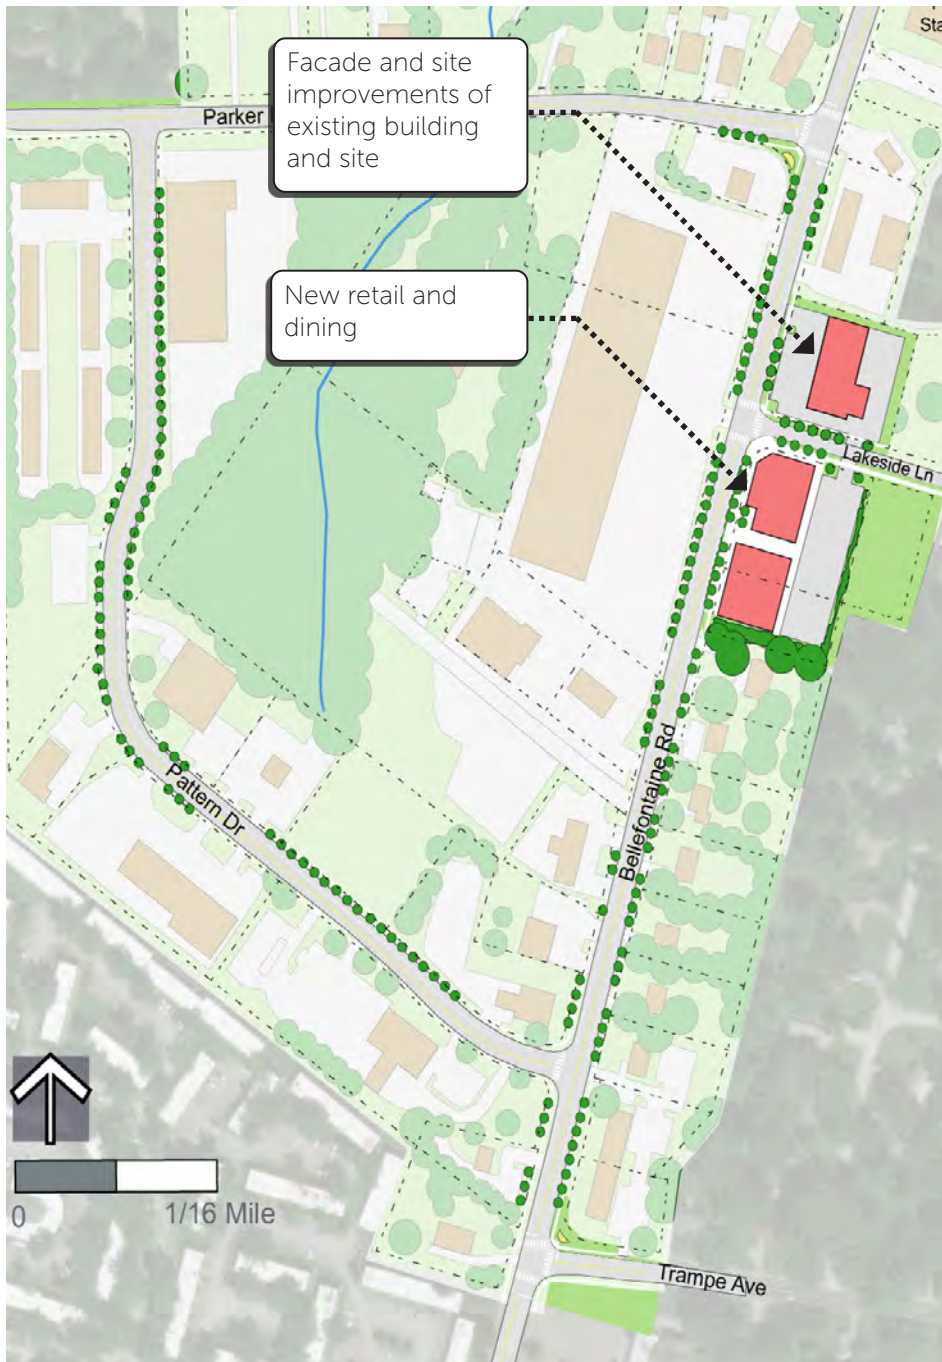 Sta
Facade and site
improvements of
existing building
and site
Parker
New retail and
dining
Lakeside Ln
Bellefontaine Rd
Pattern Dr
0 1/16 Mile
Trampe Ave